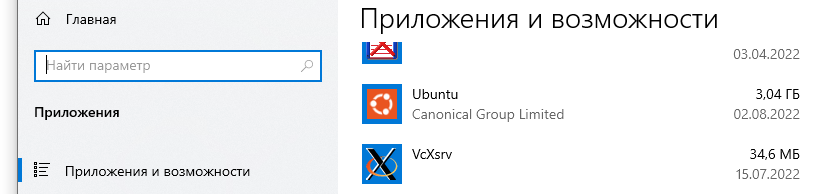 Главная
Найти параметр
Приложения
Приложения и возможности
Приложения и возможности
03.04.2022
Ubuntu 3,04 ГБ
Canonical Group Limited 02.08.2022
VcXsrv 34,6 МБ
15.07.2022